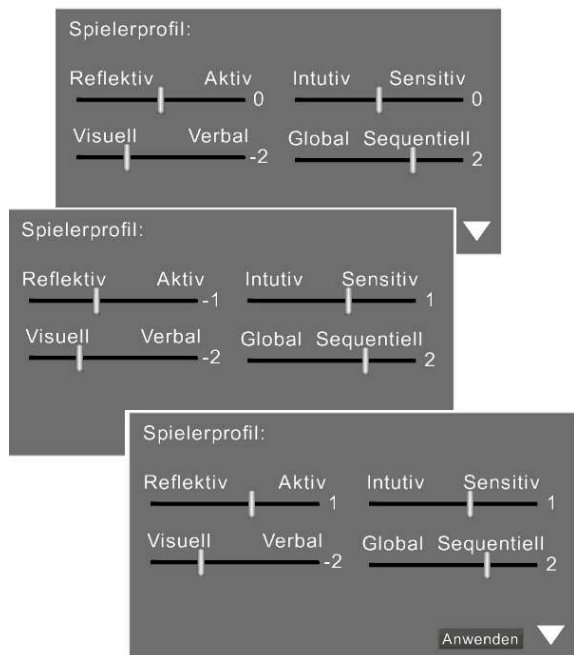 Spielerprofil:
Reflektiv Aktiv 0 Intutiv Sensitiv 0
Visuell Verbal -2 Global Sequentiell 2
Spielerprofil:
Reflektiv Aktiv -1 Intutiv Sensitiv 1
Visuell Verbal -2 Global Sequentiell 2
Spielerprofil:
Reflektiv Aktiv 1 Intutiv Sensitiv 1
Visuell Verbal -2 Global Sequentiell 2
Anwenden